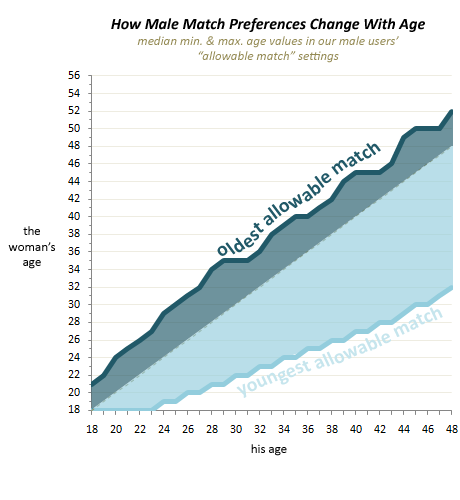 How Male Match Preferences Change With Age
median min. & max. age values in our male users'
"allowable match" settings
56
54
52
50
48
46
44
42
40
38
36
34
32
30
28
26
24
22
20
18
the
woman's
age
oldest allowable match
youngest allowable match
18 20 22 24 26 28 30 32 34 36 38 40 42 44 46 48
his age